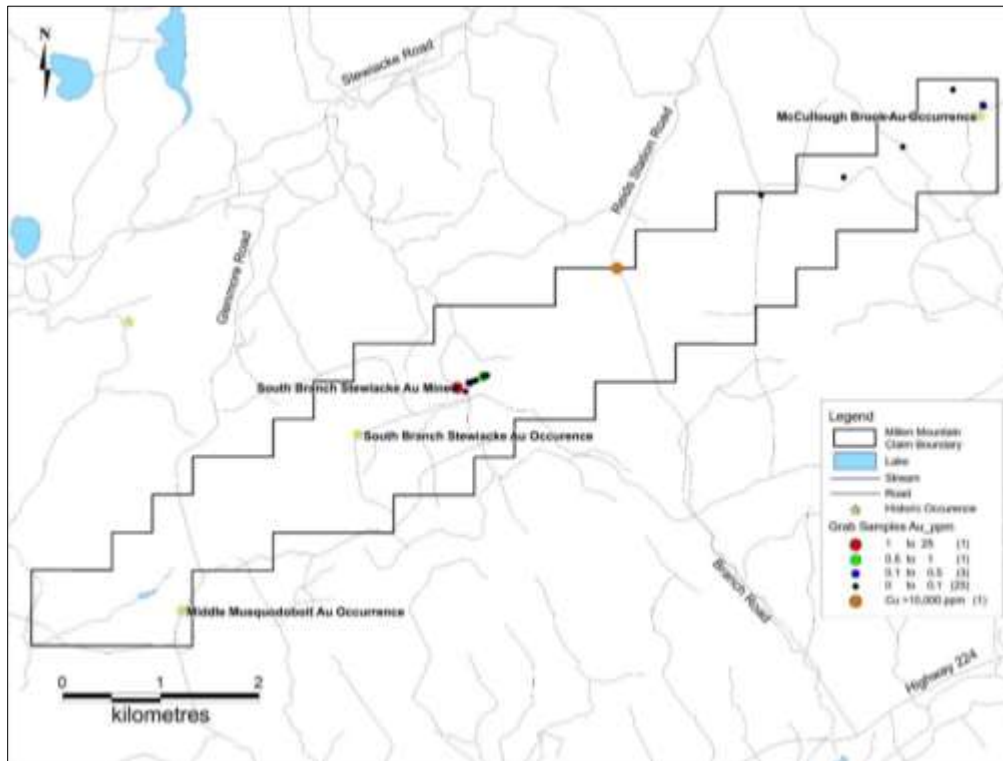 N
Stewiacke Road
Reids Station Road
McCullough Brook Au Occurrence
Glenmore Road
South Branch Stewiacke Au Mine
South Branch Stewiacke Au Occurence
Middle Musquodoboit Au Occurrence
Branch Road
Highway 224
0 1 2
kilometres
Legend
Millen Mountain
Claim Boundary
Lake
Stream
Road
Historic Occurence
Grab Samples Au_ppm
1 to 25 (1)
0.5 to 1 (1)
0.1 to 0.5 (3)
0 to 0.1 (25)
Cu >10,000 ppm (1)